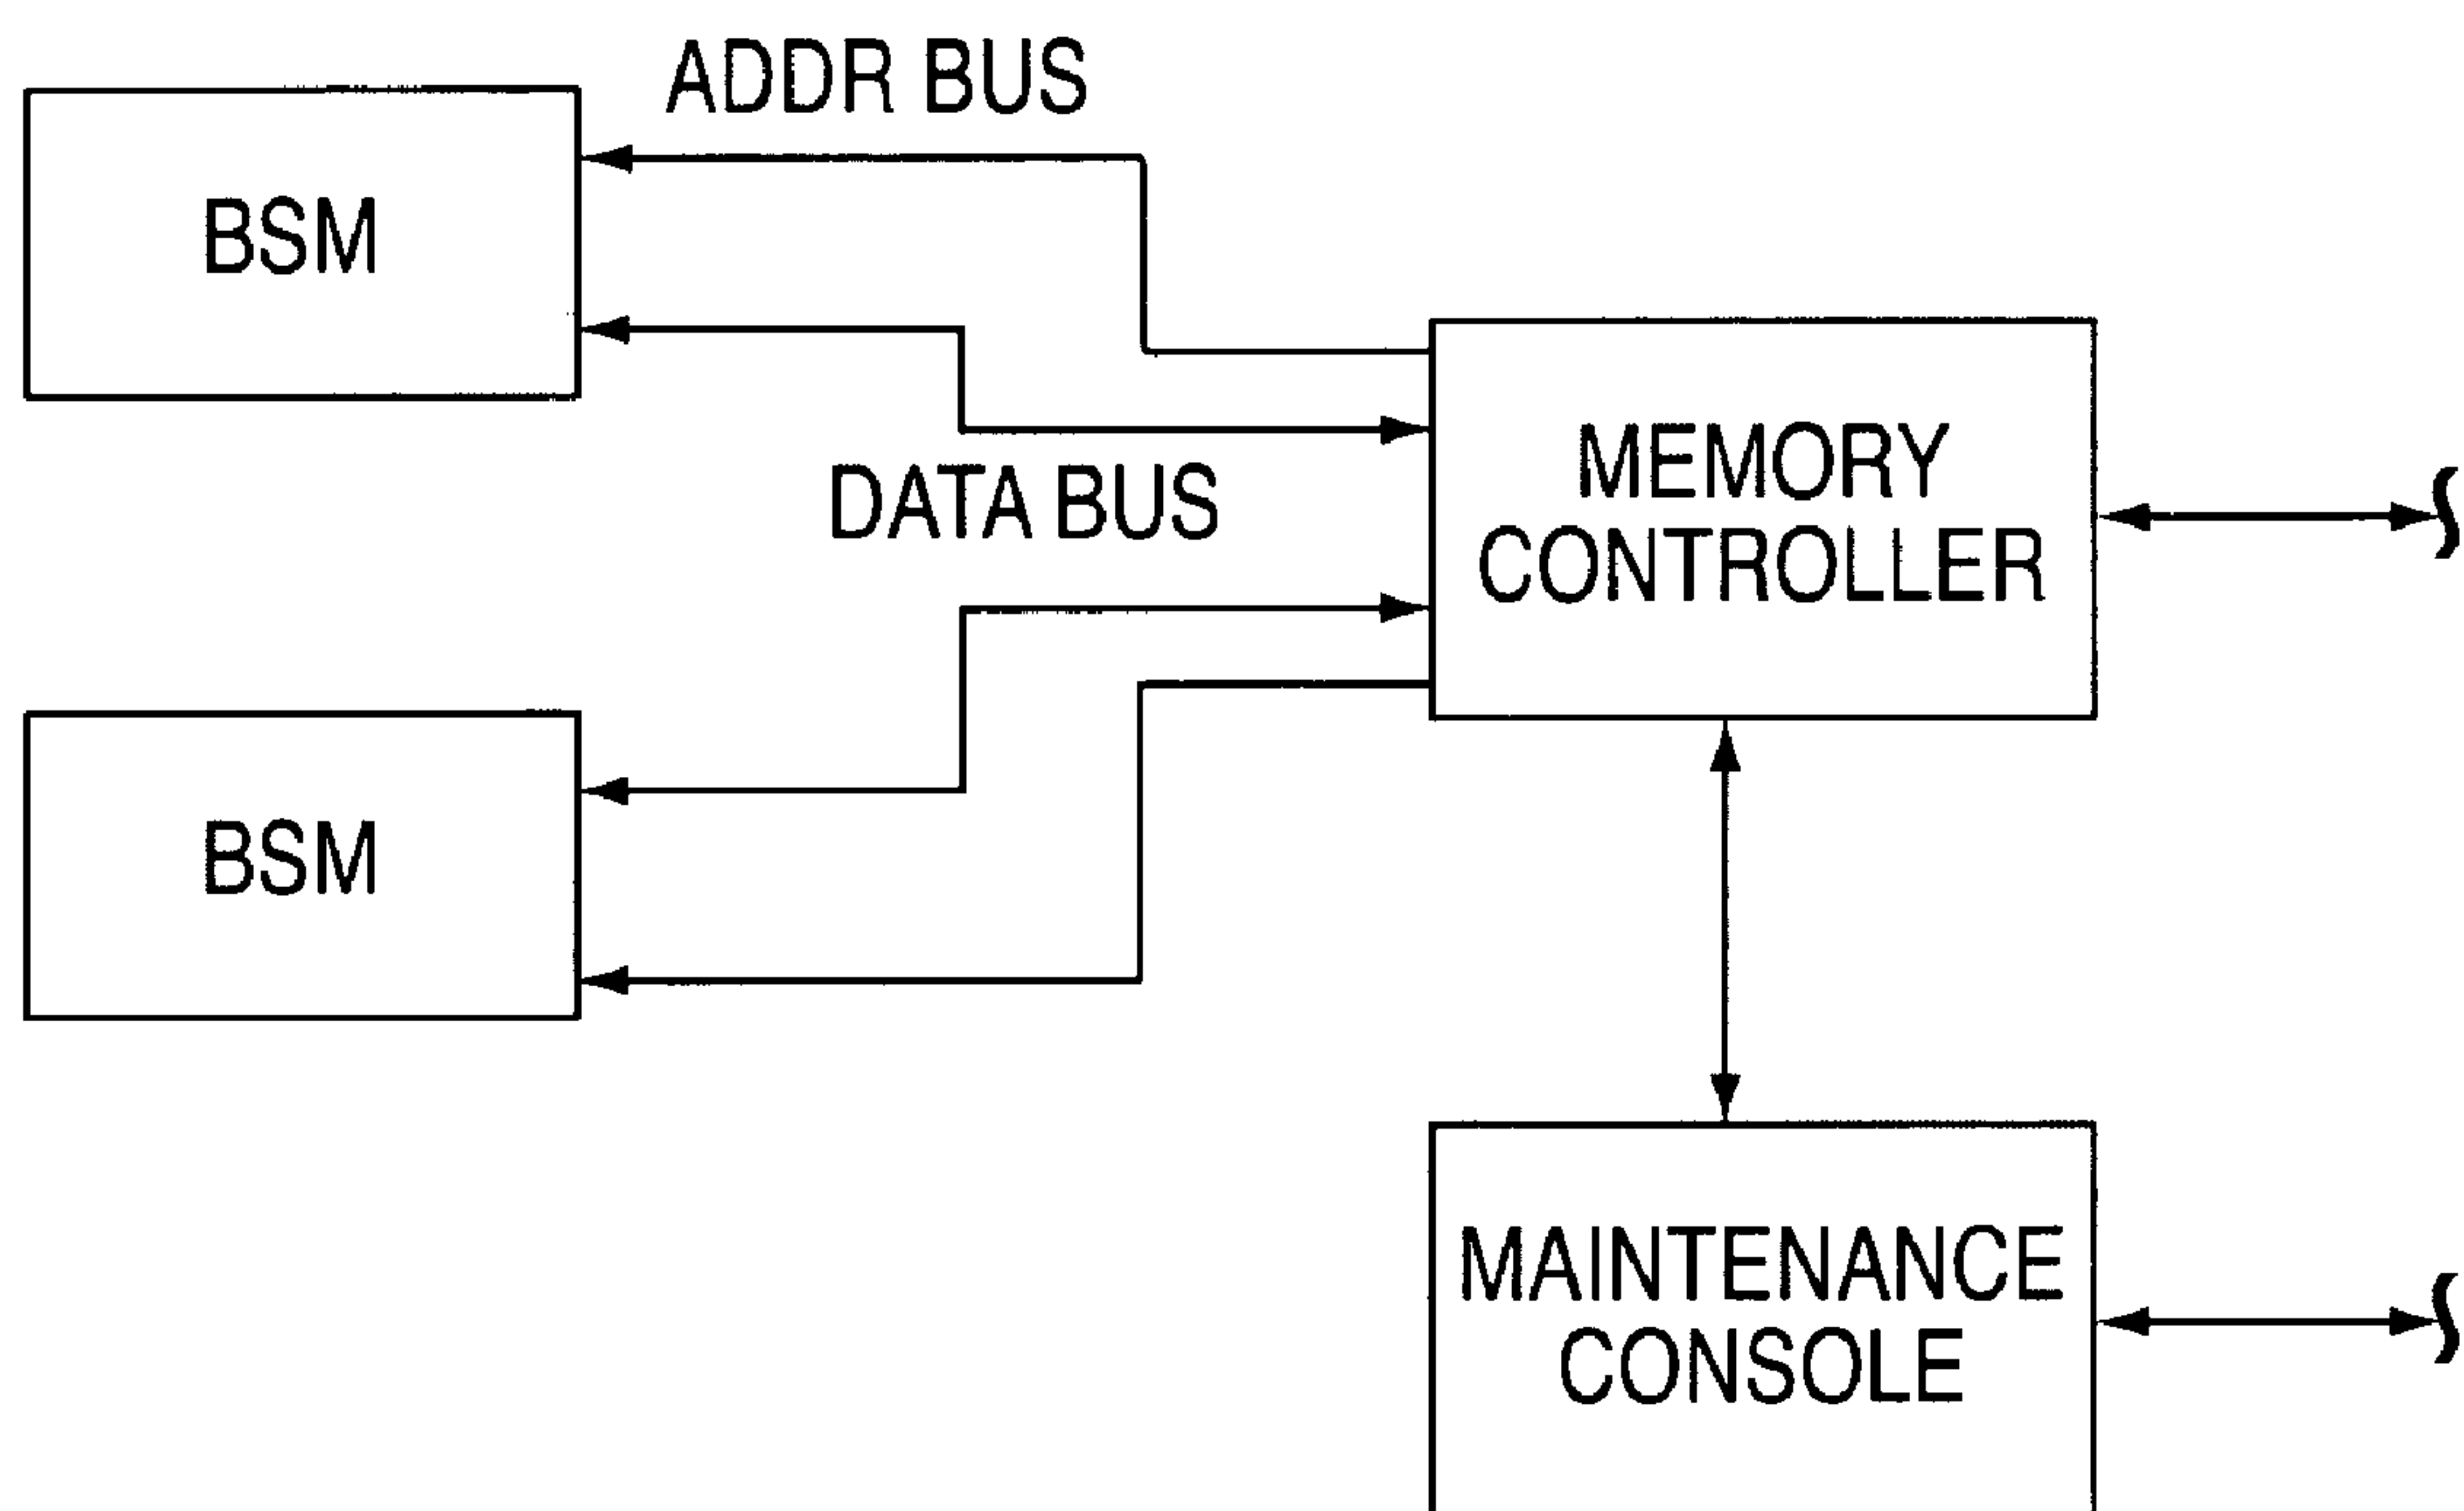 ADDR BUS
BSM
DATA BUS
MEMORY
CONTROLLER
BSM
MAINTENANCE
CONSOLE